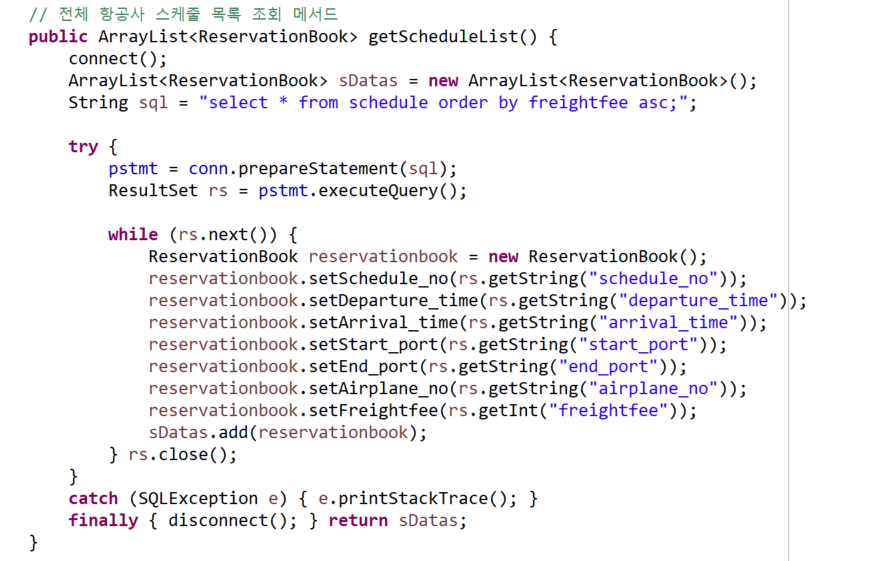 // 전체 항공사 스케줄 목록 조회 메서드
public ArrayList<ReservationBook> getScheduleList() {
connect();
ArrayList<ReservationBook> sDatas = new ArrayList<ReservationBook>();
String sql = "select * from schedule order by freightfee asc;";
try {
pstmt = conn.prepareStatement(sql);
ResultSet rs = pstmt.executeQuery();
while (rs.next()) {
ReservationBook reservationbook = new ReservationBook();
reservationbook.setSchedule_no(rs.getString("schedule_no"));
reservationbook.setDeparture_time(rs.getString("departure_time"));
reservationbook.setArrival_time(rs.getString("arrival_time"));
reservationbook.setStart_port(rs.getString("start_port"));
reservationbook.setEnd_port(rs.getString("end_port"));
reservationbook.setAirplane_no(rs.getString("airplane_no"));
reservationbook.setFreightfee(rs.getInt("freightfee"));
sDatas.add(reservationbook);
} rs.close();
}
catch (SQLException e) { e.printStackTrace(); }
finally { disconnect(); } return sDatas;
}